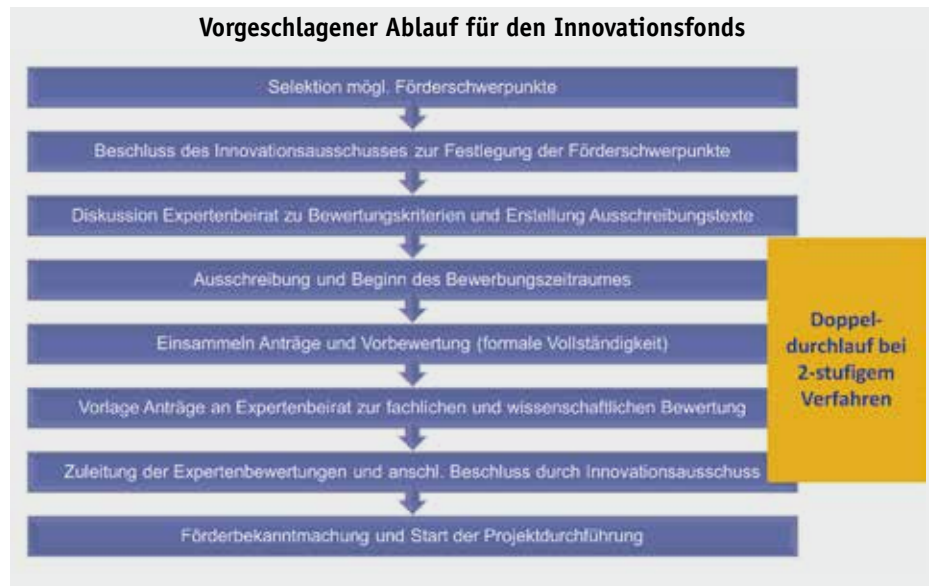 Vorgeschlagener Ablauf für den Innovationsfonds
Selektion mögl. Förderschwerpunkte
Beschluss des Innovationsausschusses zur Festlegung der Förderschwerpunkte
Diskussion Expertenbeirat zu Bewertungskriterien und Erstellung Ausschreibungstexte
Ausschreibung und Beginn des Bewerbungszeitraumes
Einsammeln Anträge und Vorbewertung (formale Vollständigkeit)
Vorlage Anträge an Expertenbeirat zur fachlichen und wissenschaftlichen Bewertung
Zuleitung der Expertenbewertungen und anschl. Beschluss durch Innovationsausschuss
Förderbekanntmachung und Start der Projektdurchführung
Doppel-
durchlauf bei
2-stufigem
Verfahren